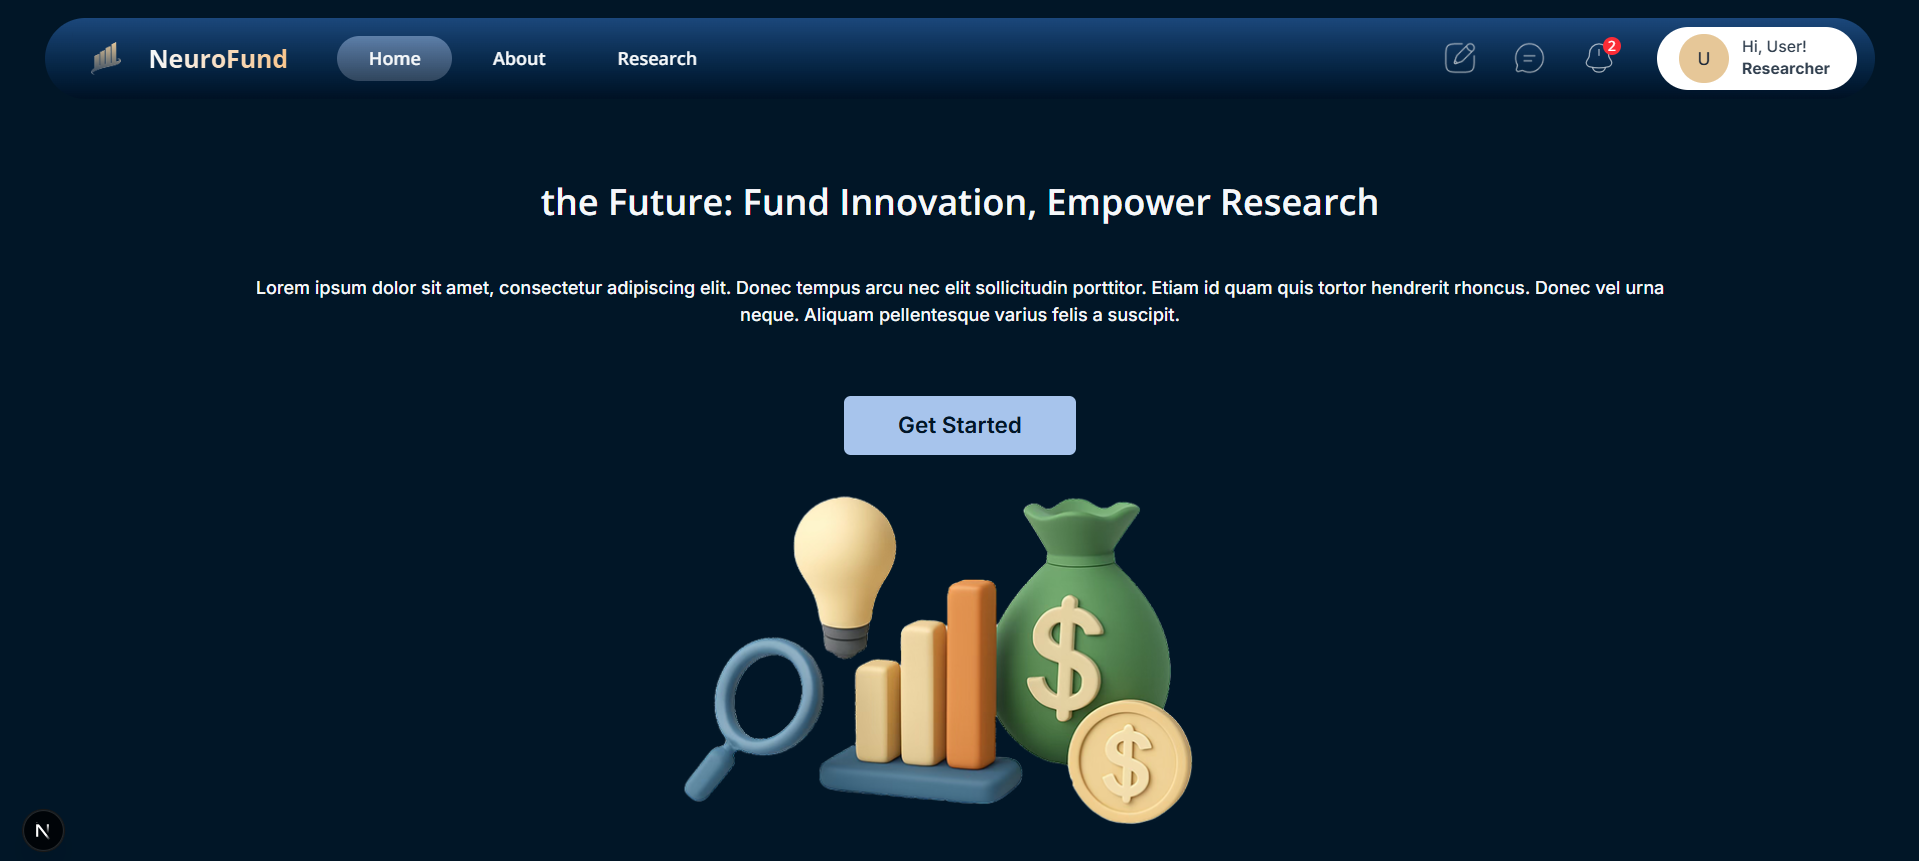 NeuroFund
Home
About
Research
2
U
Hi, User!
Researcher
the Future: Fund Innovation, Empower Research
Lorem ipsum dolor sit amet, consectetur adipiscing elit. Donec tempus arcu nec elit sollicitudin porttitor. Etiam id quam quis tortor hendrerit rhoncus. Donec vel urna
neque. Aliquam pellentesque varius felis a suscipit.
Get Started
$
$
N